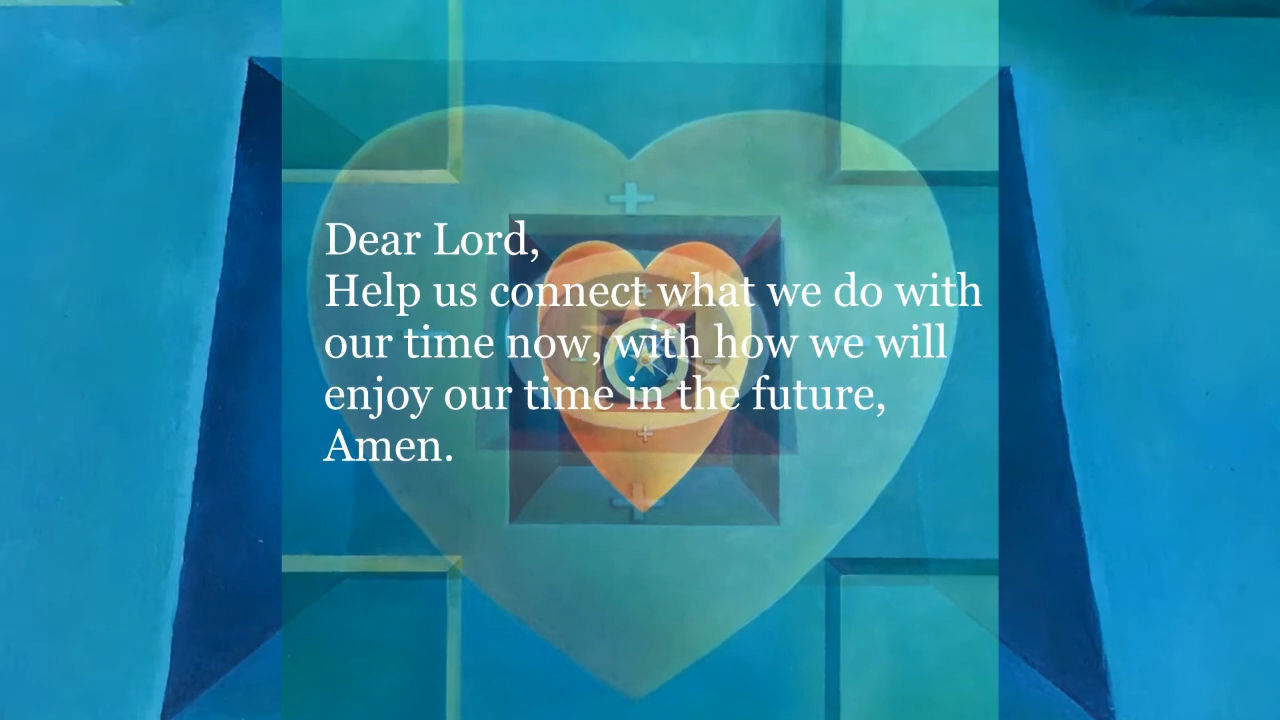 Dear Lord,
Help us connect what we do with
our time now, with how we will
enjoy our time in the future,
Amen.